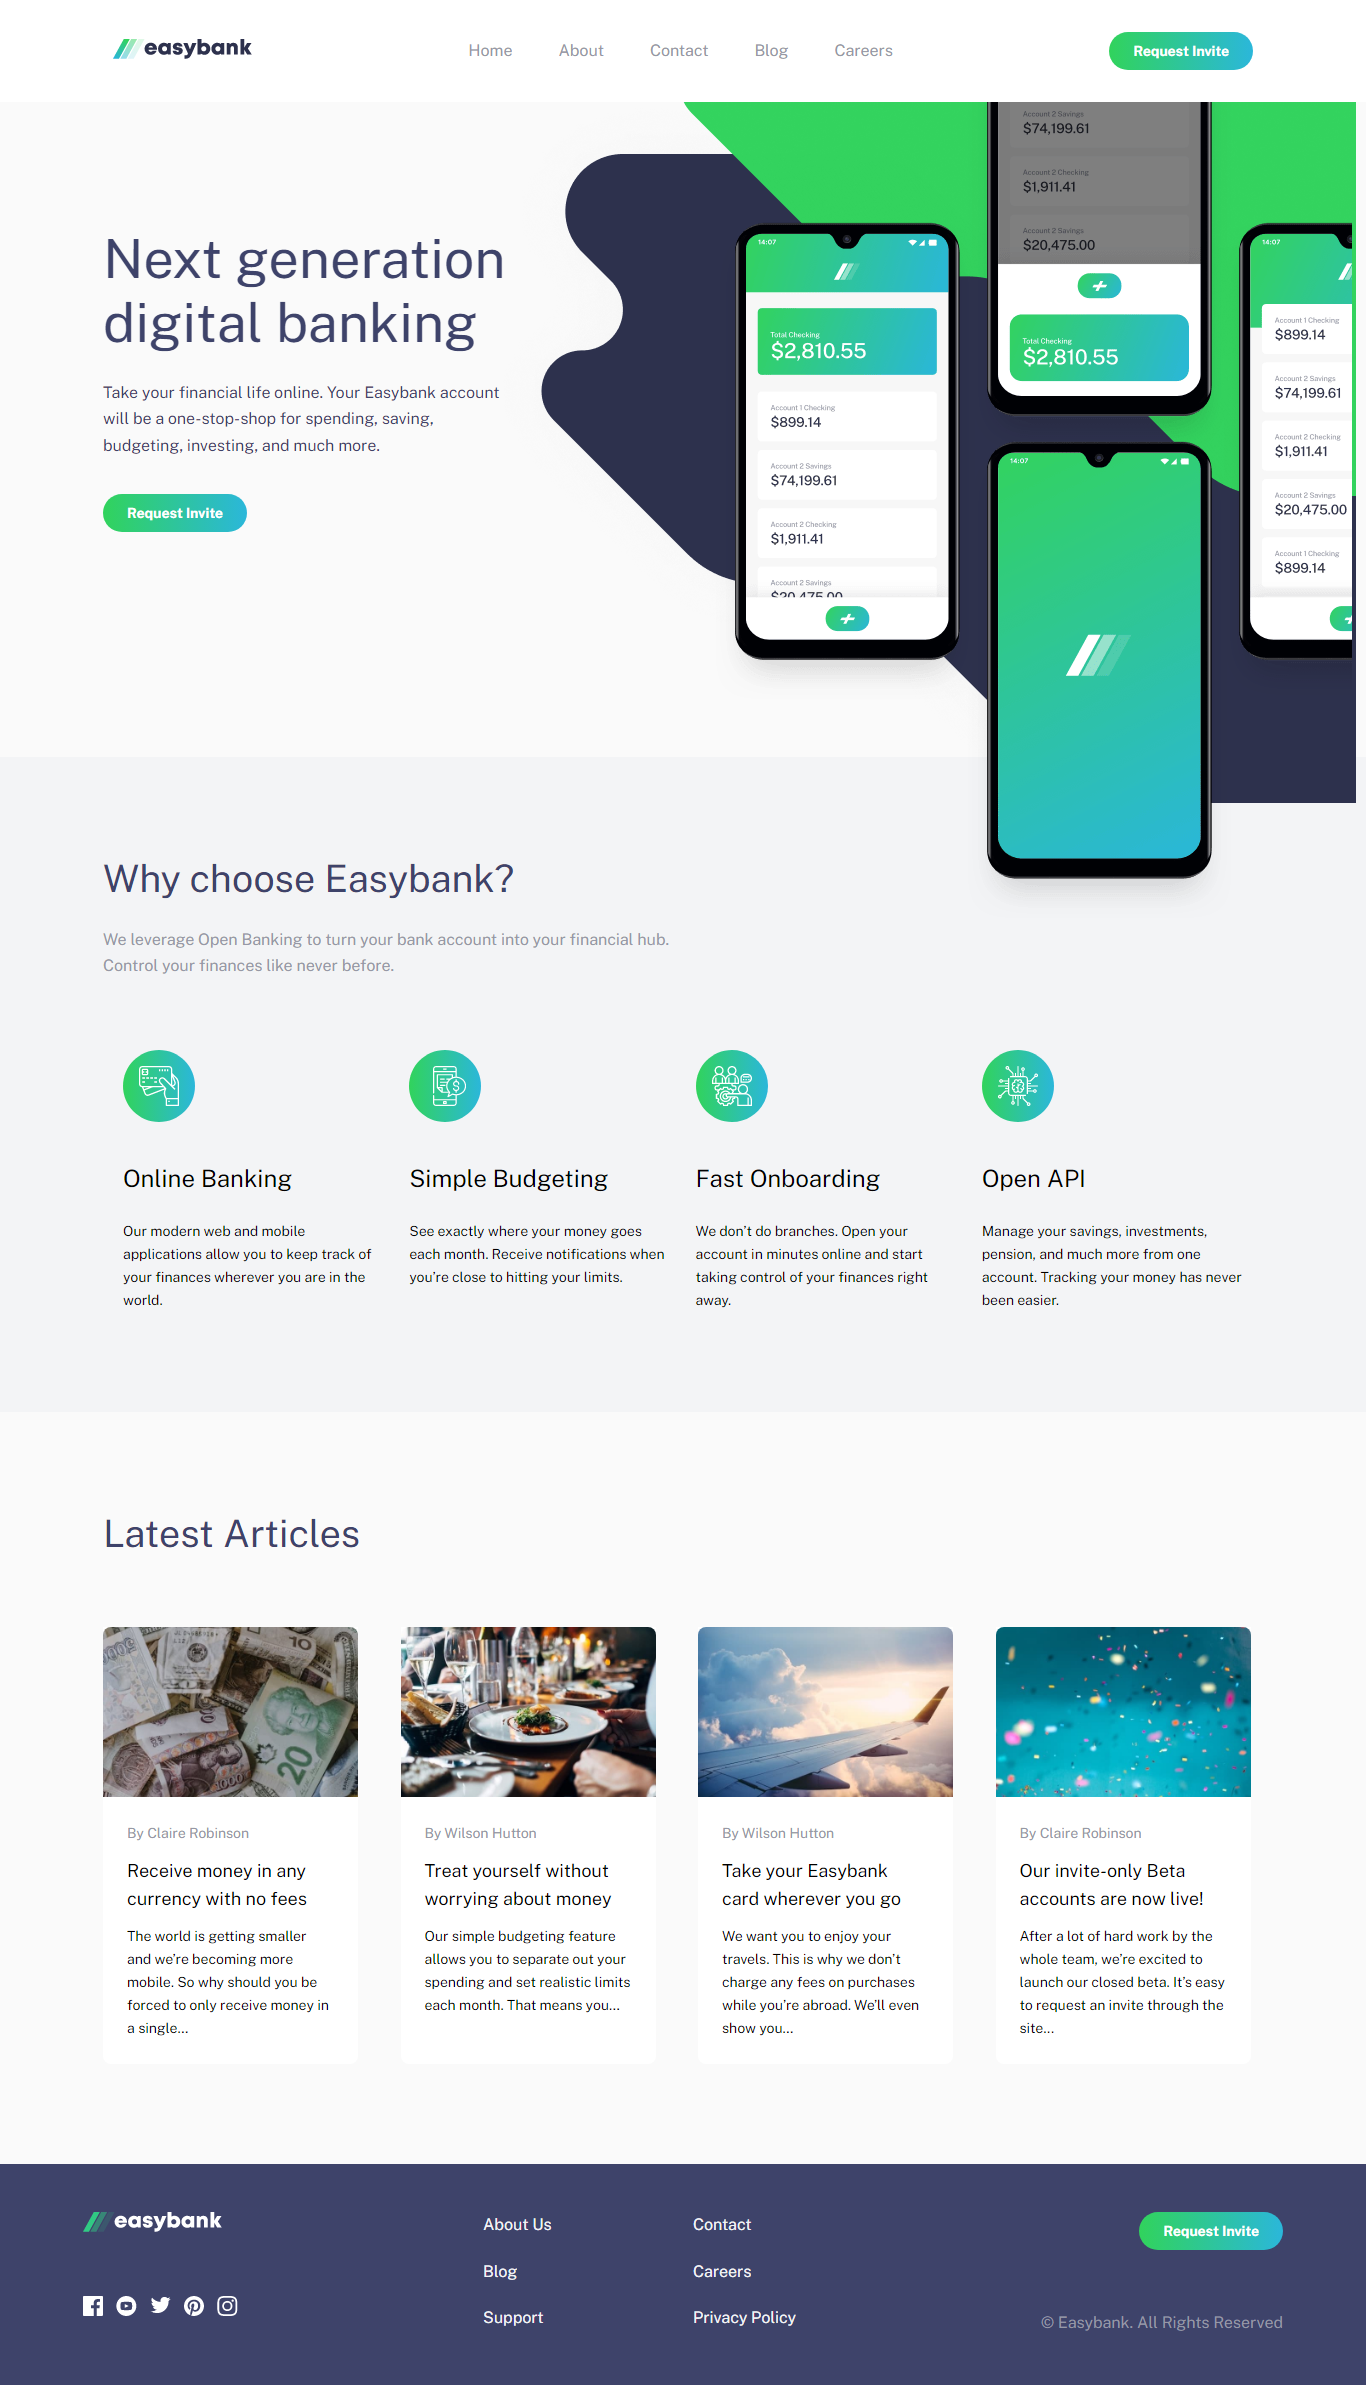 easybank
Home
About
Contact
Blog
Careers
Request Invite
Next generation
digital banking
Take your financial life online. Your Easybank account
will be a one-stop-shop for spending, saving,
budgeting, investing, and much more.
Request Invite
14:07
Total Checking
$2,810.55
Account 1 Checking
$899.14
Account 2 Savings
$74,199.61
Account 2 Checking
$1,911.41
Account 2 Savings
$20,475.00
Account 2 Savings
$74,199.61
Account 2 Checking
$1,911.41
Account 2 Savings
$20,475.00
Total Checking
$2,810.55
14:07
14:07
Account 1 Checking
$899.14
Account 2 Savings
$74,199.61
Account 2 Checking
$1,911.41
Account 2 Savings
$20,475.00
Account 1 Checking
$899.14
Why choose Easybank?
We leverage Open Banking to turn your bank account into your financial hub.
Control your finances like never before.
Online Banking
Our modern web and mobile
applications allow you to keep track of
your finances wherever you are in the
world.
Simple Budgeting
See exactly where your money goes
each month. Receive notifications when
you’re close to hitting your limits.
Fast Onboarding
We don’t do branches. Open your
account in minutes online and start
taking control of your finances right
away.
Open API
Manage your savings, investments,
pension, and much more from one
account. Tracking your money has never
been easier.
Latest Articles
10
20
1000
By Claire Robinson
Receive money in any
currency with no fees
The world is getting smaller
and we’re becoming more
mobile. So why should you be
forced to only receive money in
a single…
By Wilson Hutton
Treat yourself without
worrying about money
Our simple budgeting feature
allows you to separate out your
spending and set realistic limits
each month. That means you…
By Wilson Hutton
Take your Easybank
card wherever you go
We want you to enjoy your
travels. This is why we don’t
charge any fees on purchases
while you’re abroad. We’ll even
show you…
By Claire Robinson
Our invite-only Beta
accounts are now live!
After a lot of hard work by the
whole team, we’re excited to
launch our closed beta. It’s easy
to request an invite through the
site…
easybank
About Us
Blog
Support
Contact
Careers
Privacy Policy
Request Invite
© Easybank. All Rights Reserved